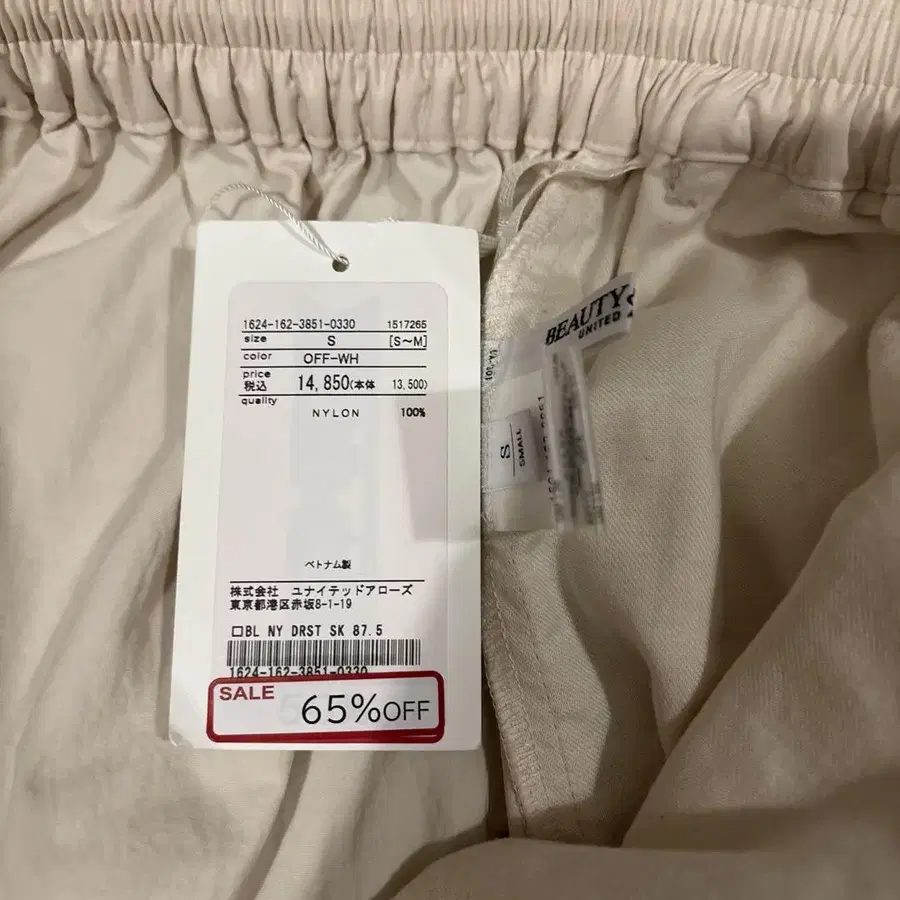 1624-162-3851-0330 1517265
size S [S~M]
color OFF-WH
price
税込 14,850(本体 13,500)
quality
NYLON 100%
ベトナム製
株式会社 ユナイテッドアローズ
東京都港区赤坂8-1-19
□BL NY DRST SK 87.5
1624-162-3851-0330
SALE
65%OFF
BEAUTY
UNITED
S
SMALL